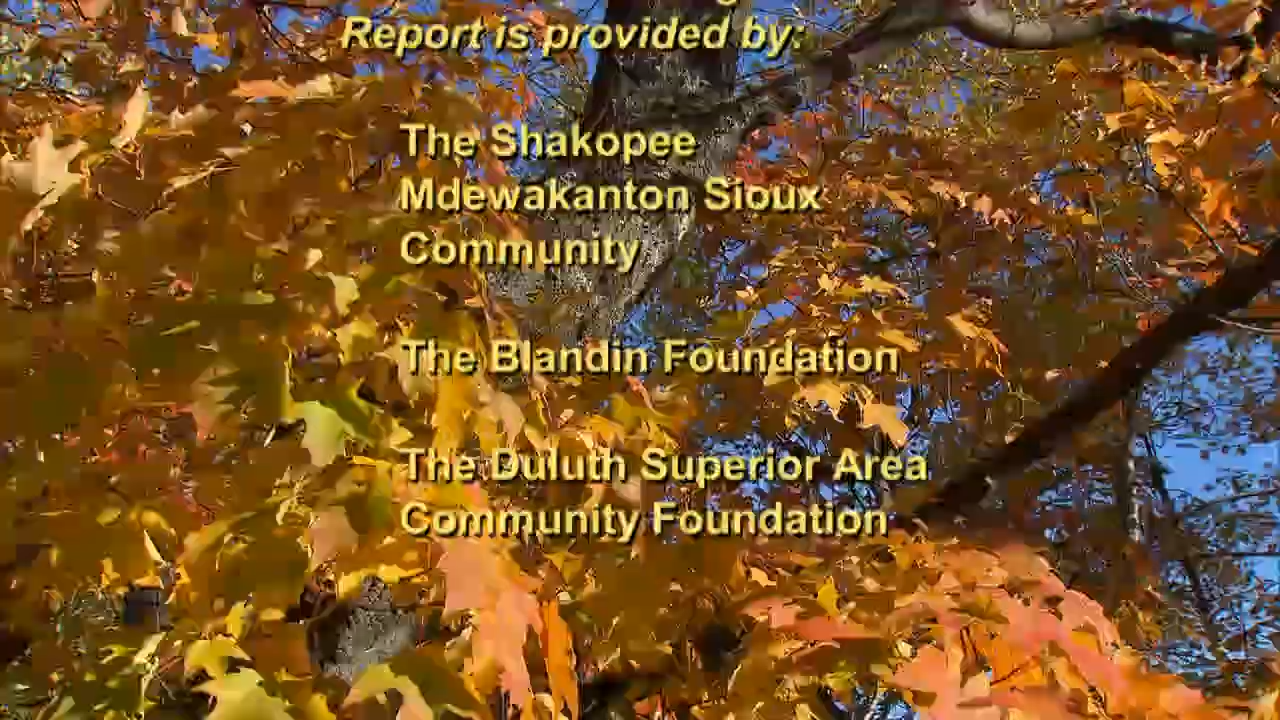 Report is provided by:
The Shakopee
Mdewakanton Sioux
Community
The Blandin Foundation
The Duluth Superior Area
Community Foundation